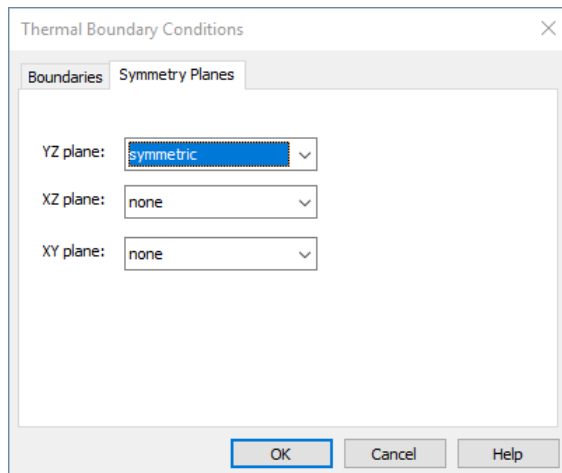 Thermal Boundary Conditions
Boundaries Symmetry Planes
YZ plane: symmetric
XZ plane: none
XY plane: none
OK Cancel Help